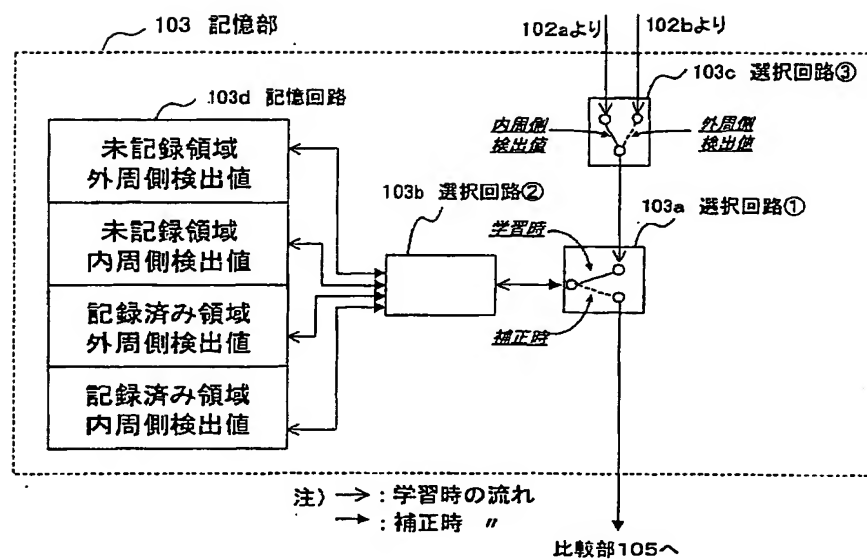 103 記憶部
102aより
102bより
103c 選択回路③
103d 記憶回路
内周側
検出値
外周側
検出値
未記録領域
外周側検出値
103b 選択回路②
103a 選択回路①
未記録領域
内周側検出値
学習時
記録済み領域
外周側検出値
補正時
記録済み領域
内周側検出値
注) → : 学習時の流れ
→ : 補正時 〃
比較部105へ